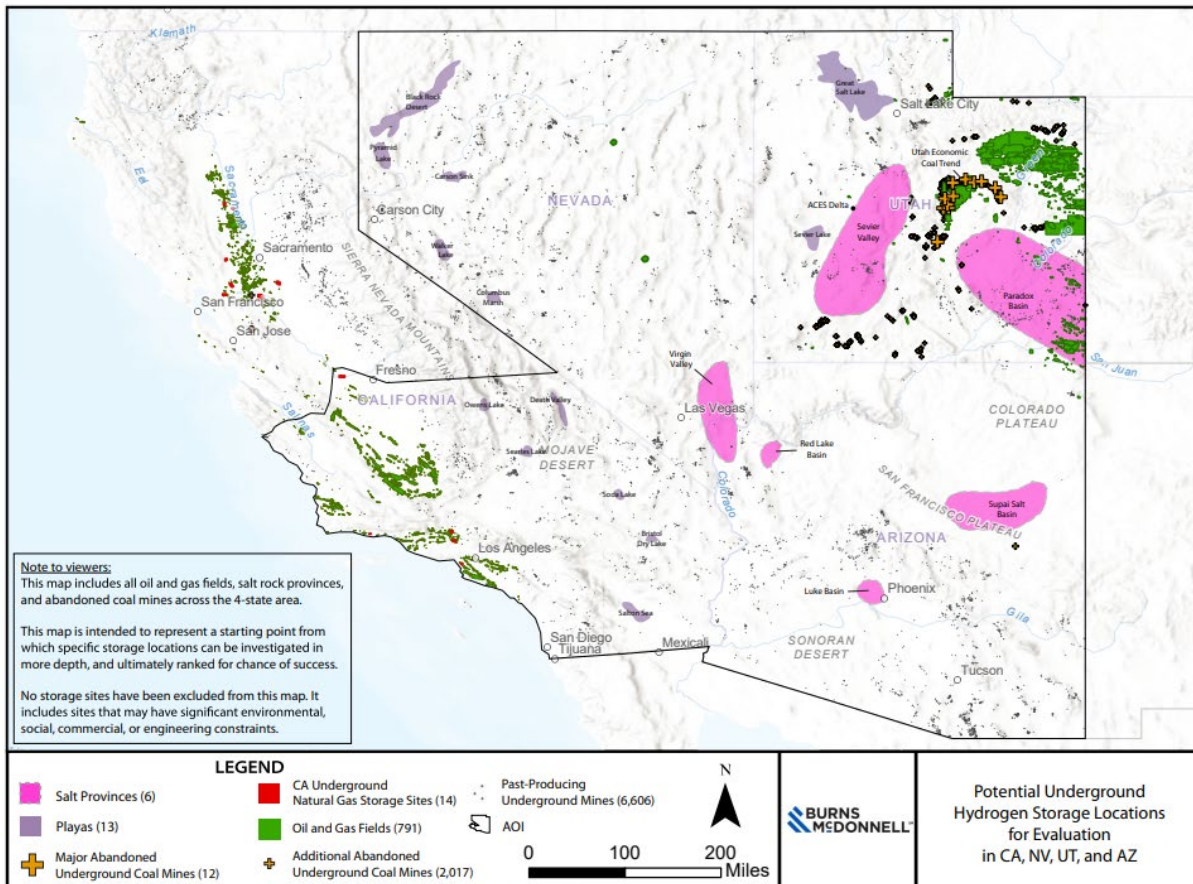 Klamath
Black Rock
Desert
Great
Salt Lake
Salt Lake City
Eel
Sacramento
Pyramid
Lake
Carson Sink
Utah Economic
Coal Trend
Green
Carson City
NEVADA
ACES Delta
UTAH
Sacramento
Walker
Lake
Sevier Lake
Sevier
Valley
Colorado
SIERRA NEVADA MOUNTAINS
San Francisco
Columbus
Marsh
Paradox
Basin
San Jose
Virgin
Valley
San Juan
Fresno
CALIFORNIA
Salinas
Owens Lake
Death Valley
Las Vegas
COLORADO
PLATEAU
Searles Lake
MOJAVE
DESERT
Red Lake
Basin
Soda Lake
Colorado
SAN FRANCISCO PLATEAU
Supai Salt
Basin
Bristol
Dry Lake
ARIZONA
Los Angeles
Luke Basin
Phoenix
Salton Sea
Gila
San Diego
Tijuana
Mexicali
SONORAN
DESERT
Tucson
Note to viewers:
This map includes all oil and gas fields, salt rock provinces,
and abandoned coal mines across the 4-state area.
This map is intended to represent a starting point from
which specific storage locations can be investigated in
more depth, and ultimately ranked for chance of success.
No storage sites have been excluded from this map. It
includes sites that may have significant environmental,
social, commercial, or engineering constraints.
LEGEND
Salt Provinces (6)
Playas (13)
Major Abandoned
Underground Coal Mines (12)
CA Underground
Natural Gas Storage Sites (14)
Oil and Gas Fields (791)
Additional Abandoned
Underground Coal Mines (2,017)
Past-Producing
Underground Mines (6,606)
AOI
N
0 100 200
Miles
BURNS
McDONNELL
Potential Underground
Hydrogen Storage Locations
for Evaluation
in CA, NV, UT, and AZ